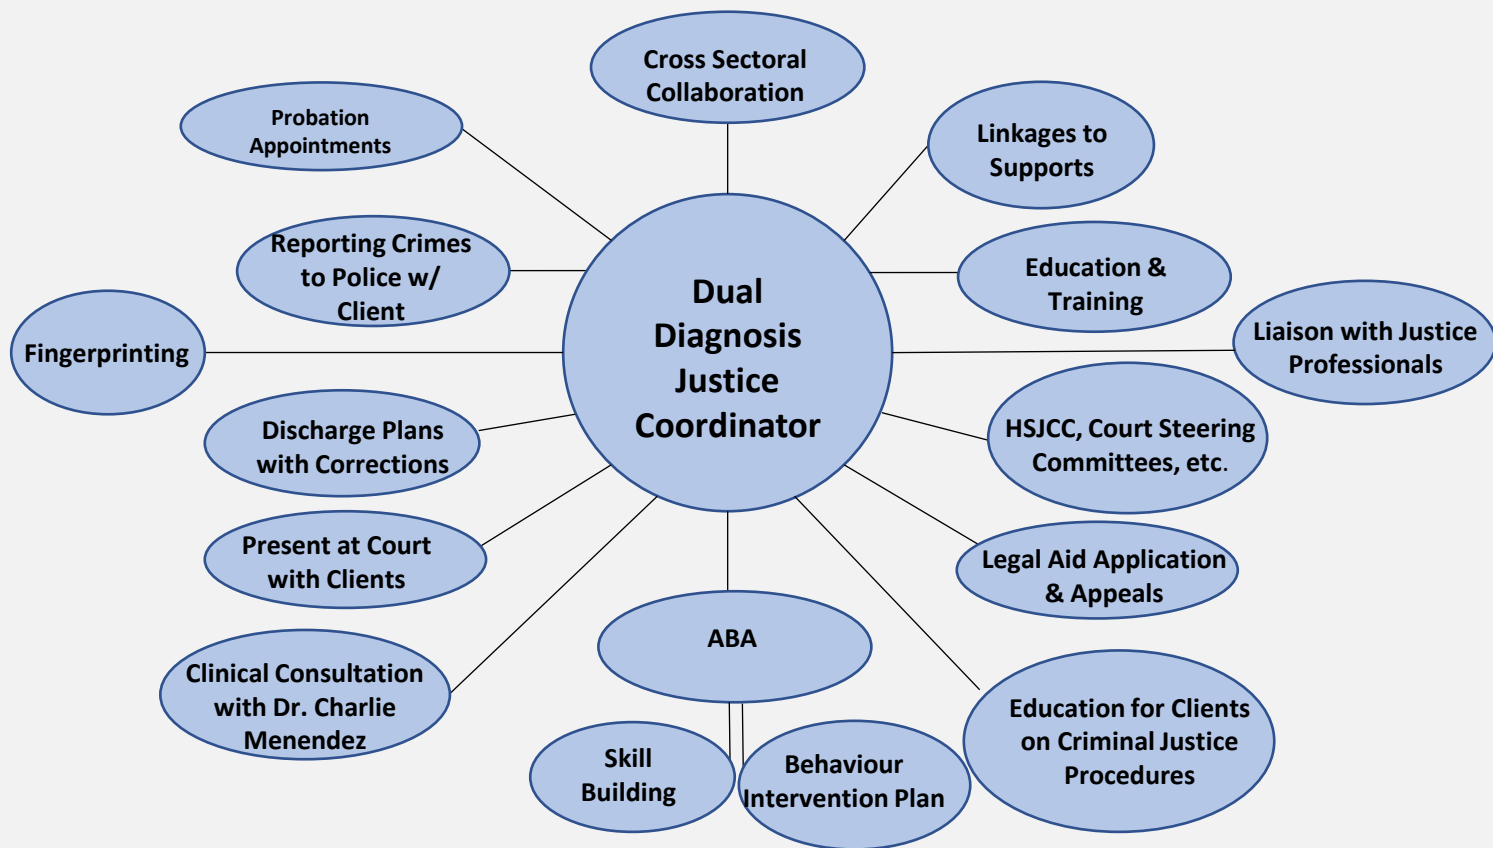 Cross Sectoral
Collaboration
Probation
Appointments
Linkages to
Supports
Reporting Crimes
to Police w/
Client
Education &
Training
Dual
Diagnosis
Justice
Coordinator
Fingerprinting
Liaison with Justice
Professionals
Discharge Plans
with Corrections
HSJCC, Court Steering
Committees, etc.
Present at Court
with Clients
Legal Aid Application
& Appeals
ABA
Clinical Consultation
with Dr. Charlie
Menendez
Education for Clients
on Criminal Justice
Procedures
Skill
Building
Behaviour
Intervention Plan